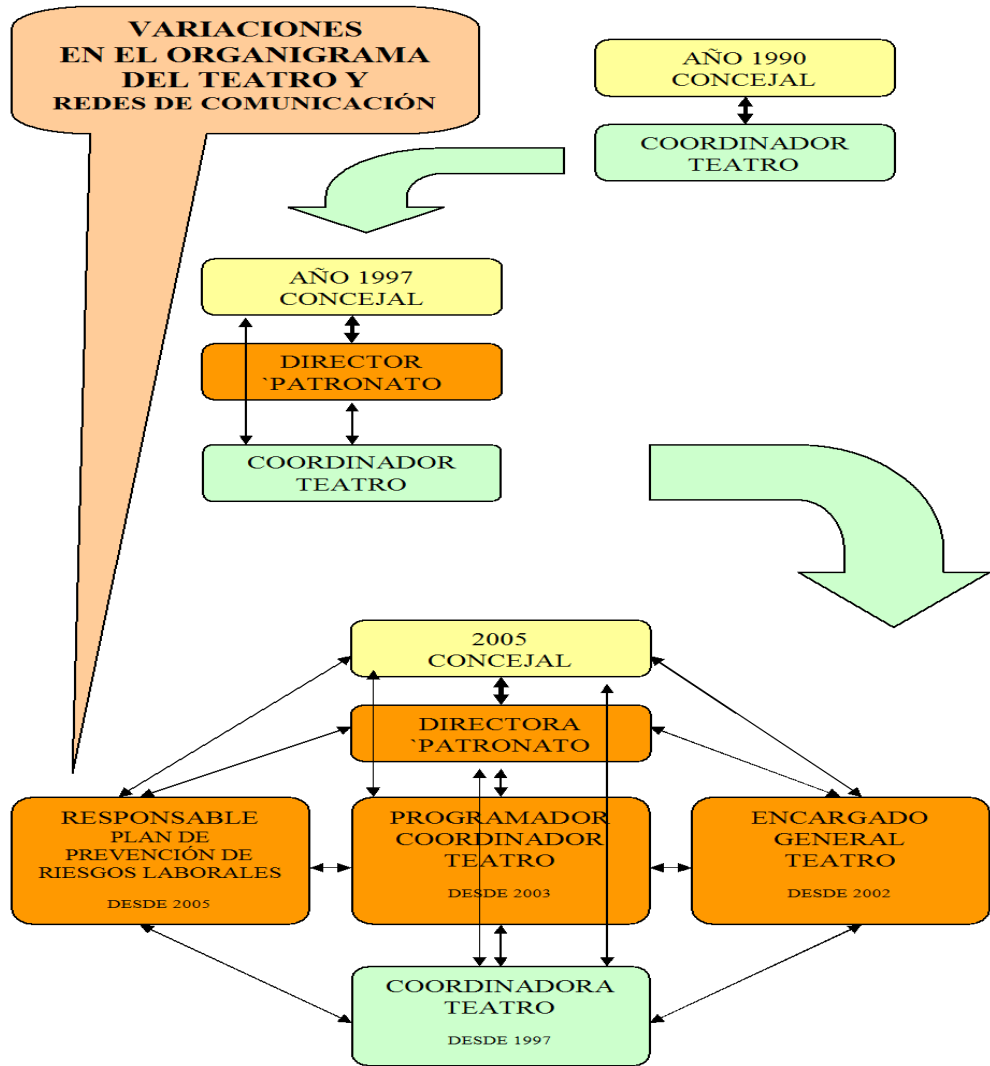 VARIACIONES
EN EL ORGANIGRAMA
DEL TEATRO Y
REDES DE COMUNICACIÓN
AÑO 1990
CONCEJAL
COORDINADOR
TEATRO
AÑO 1997
CONCEJAL
DIRECTOR
`PATRONATO
COORDINADOR
TEATRO
2005
CONCEJAL
DIRECTORA
`PATRONATO
RESPONSABLE
PLAN DE
PREVENCIÓN DE
RIESGOS LABORALES
DESDE 2005
PROGRAMADOR
COORDINADOR
TEATRO
DESDE 2003
ENCARGADO
GENERAL
TEATRO
DESDE 2002
COORDINADORA
TEATRO
DESDE 1997